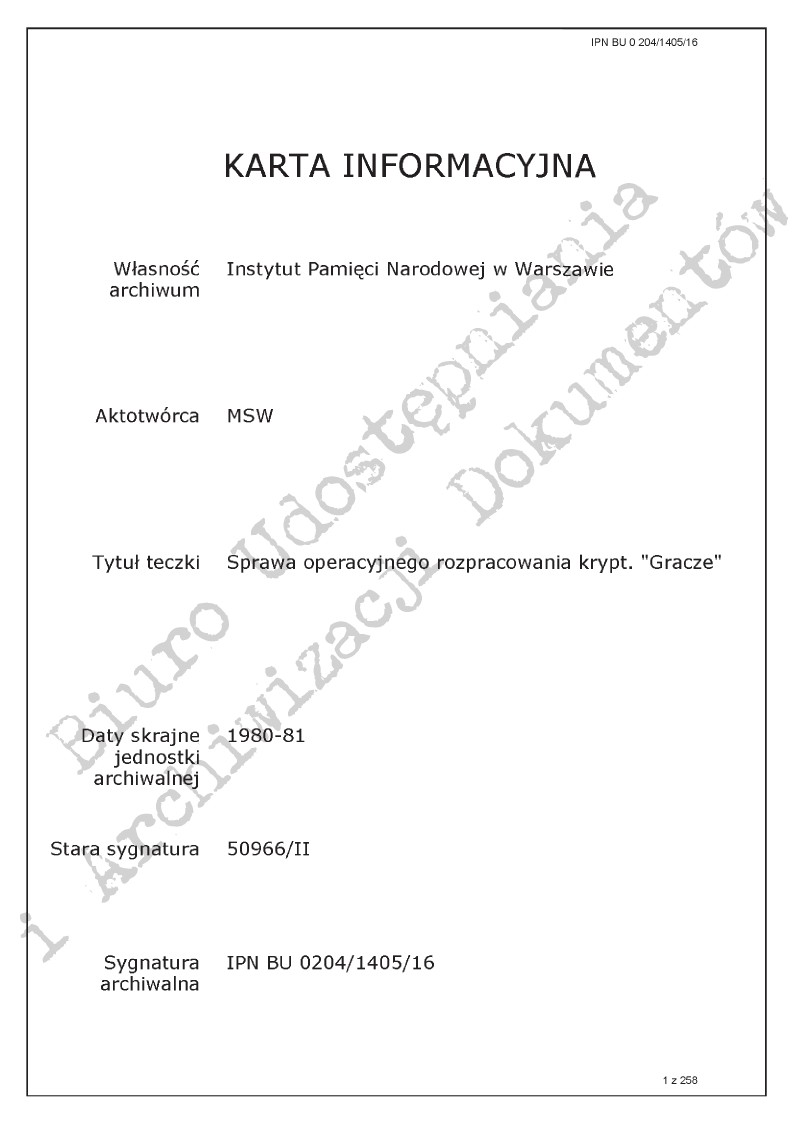 IPN BU 0 204/1405/16
KARTA INFORMACYJNA
Własność archiwum
Instytut Pamięci Narodowej w Warszawie
Aktotwórca
MSW
Tytuł teczki
Sprawa operacyjnego rozpracowania krypt. "Gracze"
Daty skrajne jednostki archiwalnej
1980-81
Stara sygnatura
50966/II
Sygnatura archiwalna
IPN BU 0204/1405/16
1 z 258
Biuro Udostępniania
i Archiwizacji Dokumentów